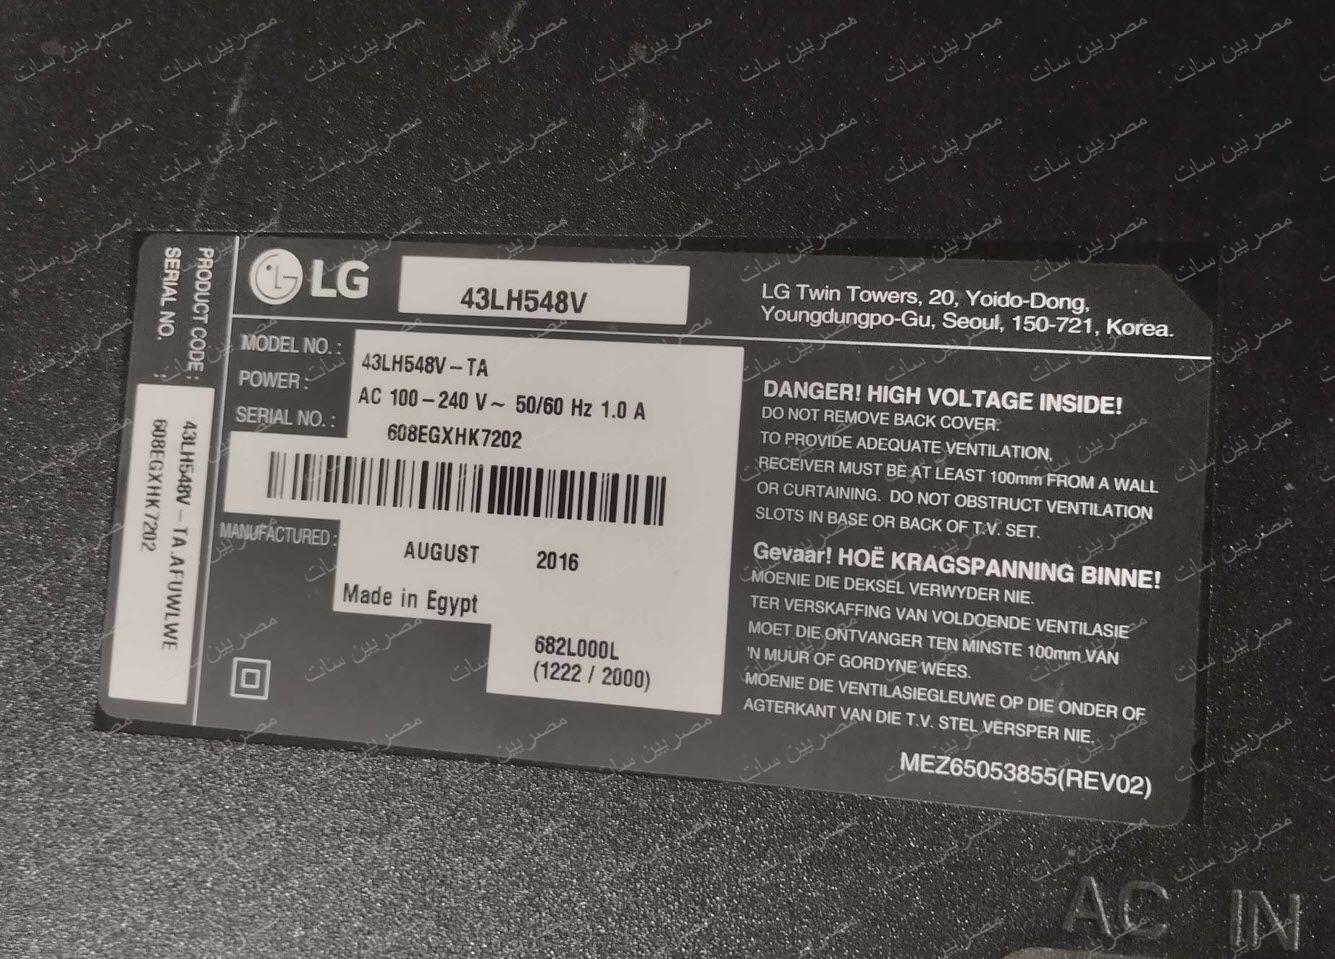 PRODUCT CODE :
SERIAL NO. :
43LH548V-TA.AFUWLWE
608EGXHK7202
LG
43LH548V
LG Twin Towers, 20, Yoido-Dong,
Youngdungpo-Gu, Seoul, 150-721, Korea.
MODEL NO. : 43LH548V-TA
POWER : AC 100-240 V~ 50/60 Hz 1.0 A
SERIAL NO. : 608EGXHK7202
MANUFACTURED : AUGUST 2016
Made in Egypt
682L000L
(1222 / 2000)
DANGER! HIGH VOLTAGE INSIDE!
DO NOT REMOVE BACK COVER.
TO PROVIDE ADEQUATE VENTILATION,
RECEIVER MUST BE AT LEAST 100mm FROM A WALL
OR CURTAINING. DO NOT OBSTRUCT VENTILATION
SLOTS IN BASE OR BACK OF T.V. SET.
Gevaar! HOË KRAGSPANNING BINNE!
MOENIE DIE DEKSEL VERWYDER NIE.
TER VERSKAFFING VAN VOLDOENDE VENTILASIE
MOET DIE ONTVANGER TEN MINSTE 100mm VAN
'N MUUR OF GORDYNE WEES.
MOENIE DIE VENTILASIEGLEUWE OP DIE ONDER OF
AGTERKANT VAN DIE T.V. STEL VERSPER NIE.
MEZ65053855(REV02)
AC IN
مصريين سات